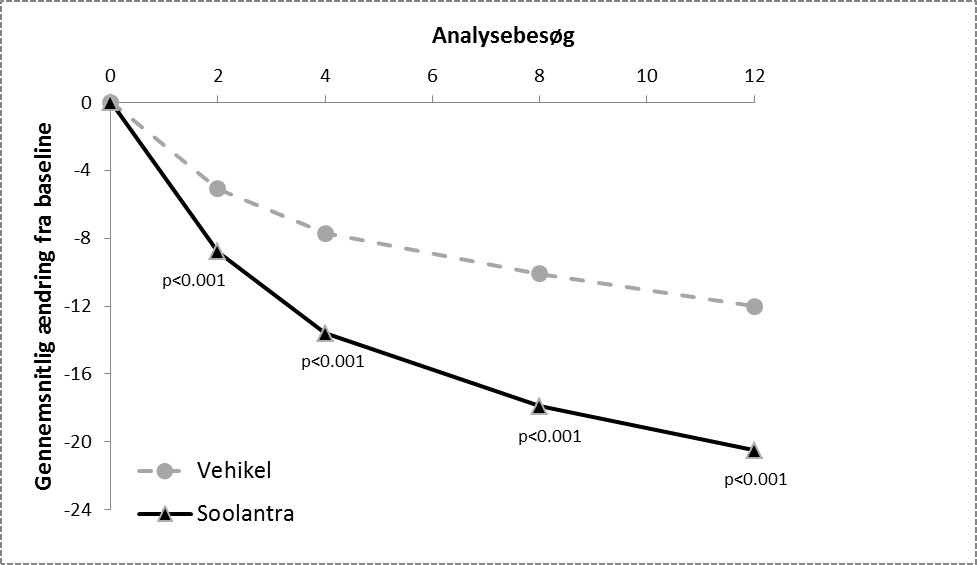 Analysebesøg
0 2 4 6 8 10 12
Gennemsnitlig ændring fra baseline
0
-4
-8
-12
-16
-20
-24
p<0.001
p<0.001
p<0.001
p<0.001
Vehikel
Soolantra